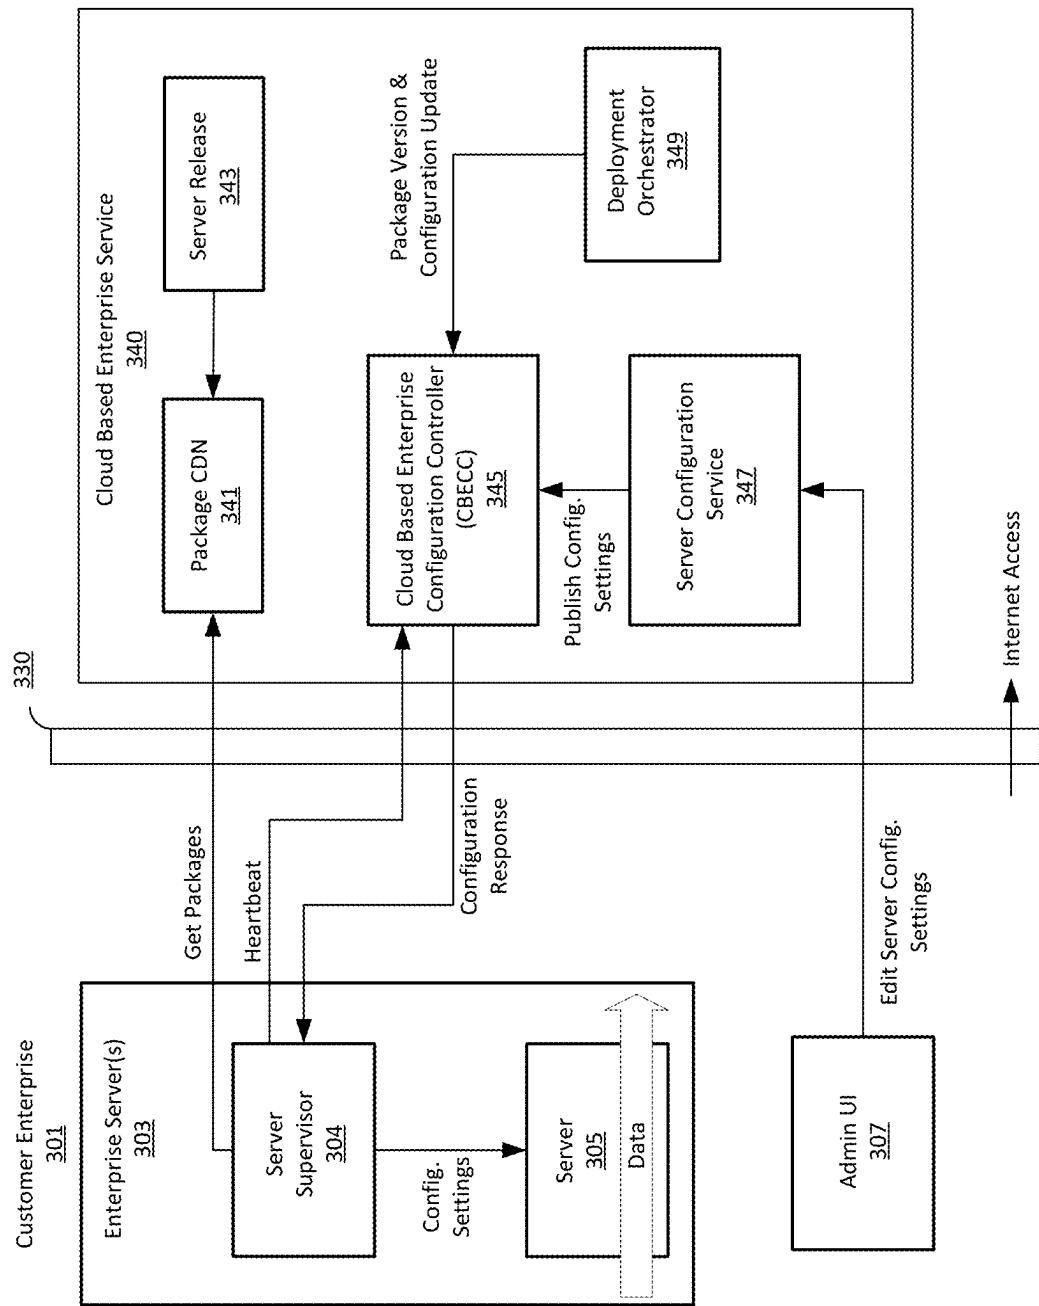 Customer Enterprise
301
Enterprise Server(s)
303
Server
Supervisor
304
Config.
Settings
Server
305
Data
Admin UI
307
Get Packages
Heartbeat
Configuration
Response
Edit Server Config.
Settings
330
Internet Access
Cloud Based Enterprise Service
340
Package CDN
341
Server Release
343
Cloud Based Enterprise
Configuration Controller
(CBECC)
345
Package Version &
Configuration Update
Publish Config.
Settings
Server Configuration
Service
347
Deployment
Orchestrator
349